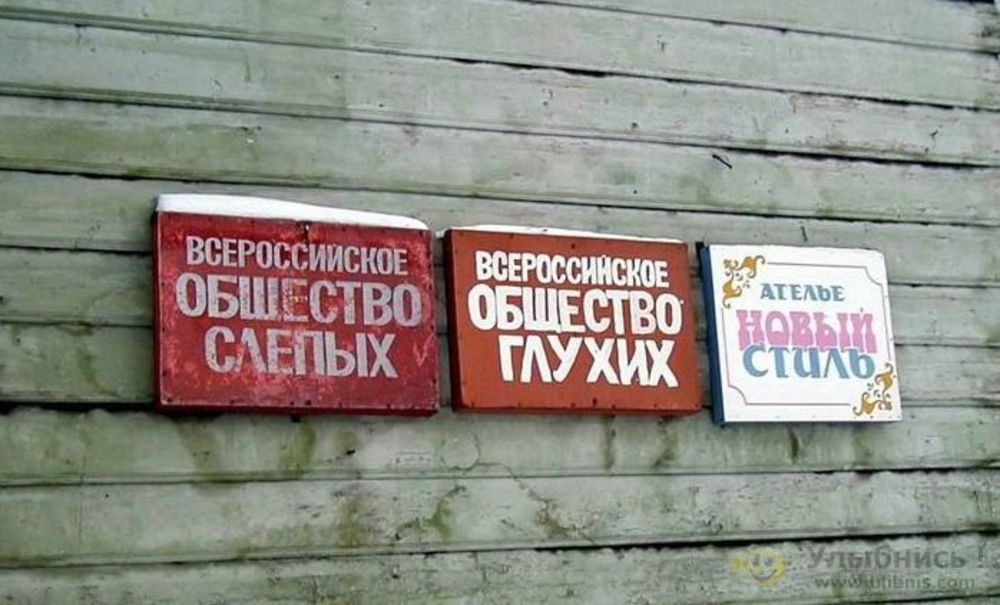 ВСЕРОССИЙСКОЕ
ОБЩЕСТВО
СЛЕПЫХ
ВСЕРОССИЙСКОЕ
ОБЩЕСТВО
ГЛУХИХ
АТЕЛЬЕ
НОВЫЙ
СТИЛЬ
Улыбнись !
www.ulibnis.com